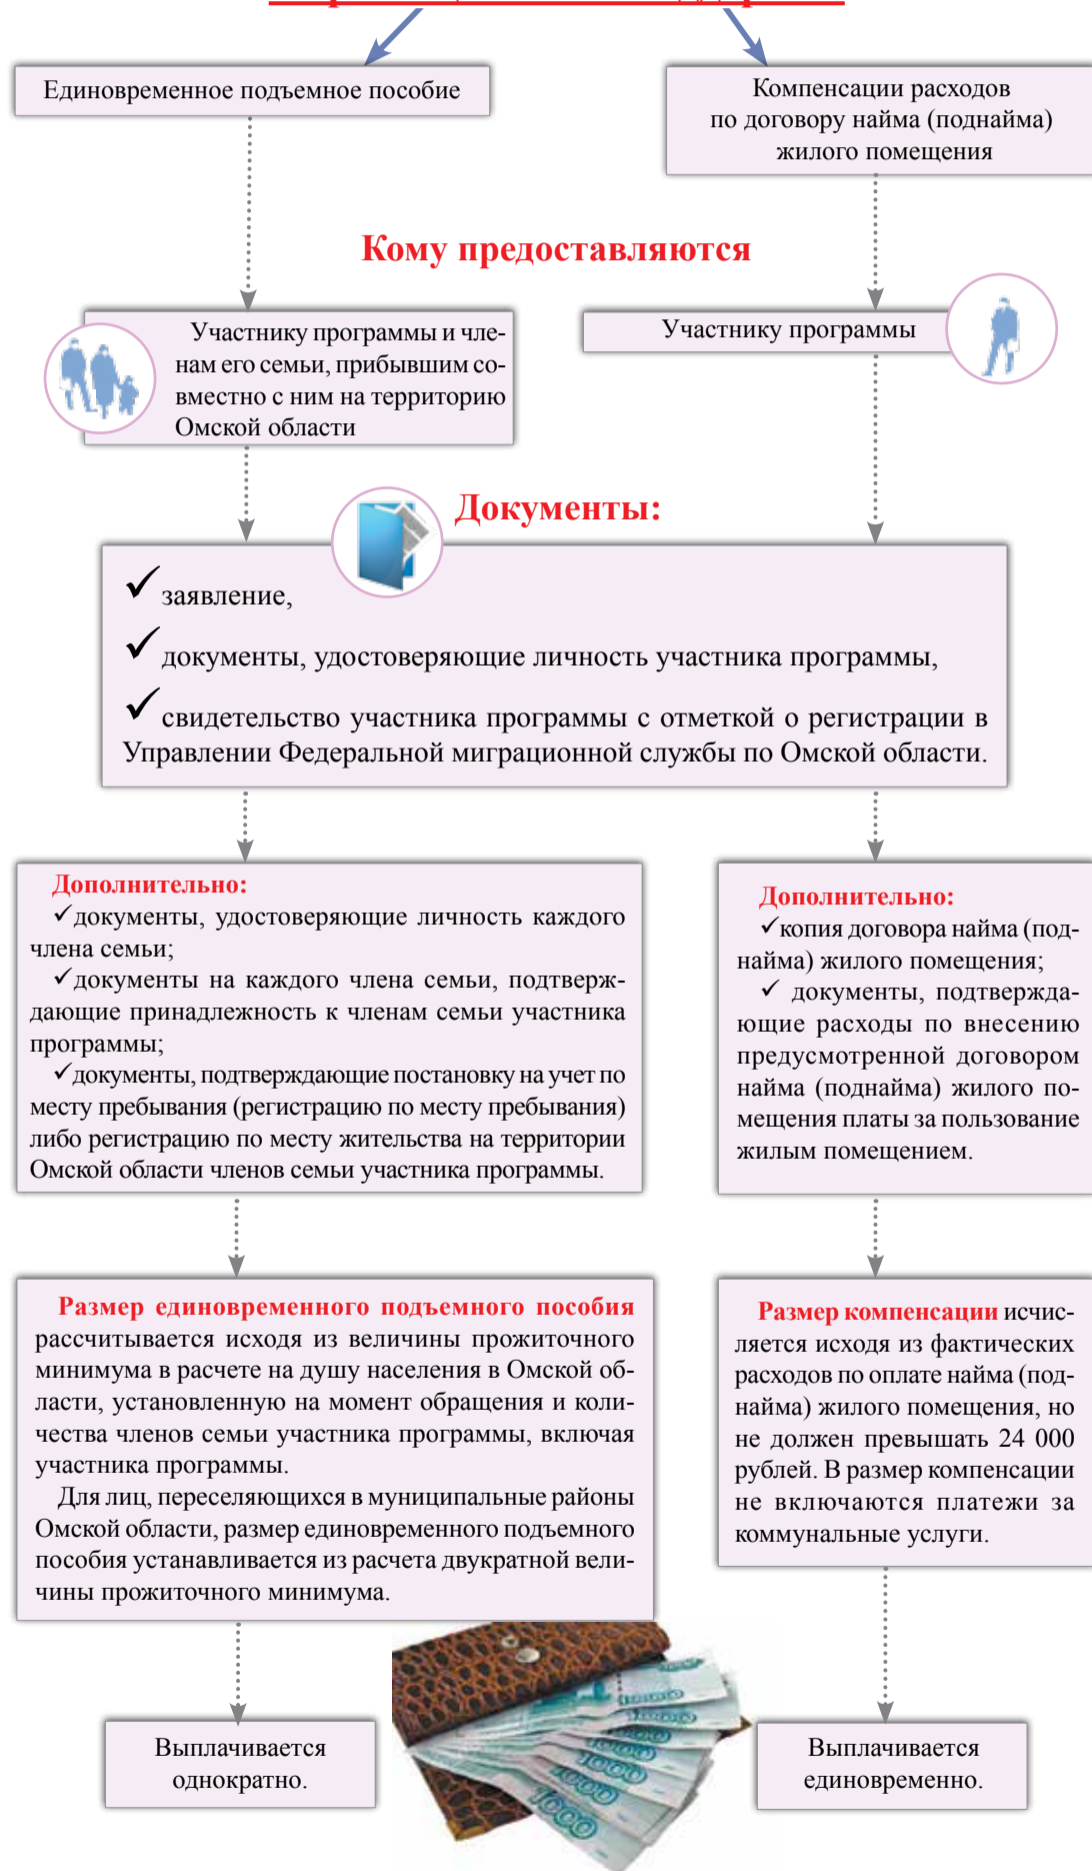 Единовременное подъемное пособие
Компенсации расходов
по договору найма (поднайма)
жилого помещения
Кому предоставляются
Участнику программы и чле-
нам его семьи, прибывшим со-
вместно с ним на территорию
Омской области
Участнику программы
Документы:
✓заявление,
✓документы, удостоверяющие личность участника программы,
✓свидетельство участника программы с отметкой о регистрации в
Управлении Федеральной миграционной службы по Омской области.
Дополнительно:
✓документы, удостоверяющие личность каждого
члена семьи;
✓документы на каждого члена семьи, подтверж-
дающие принадлежность к членам семьи участника
программы;
✓документы, подтверждающие постановку на учет по
месту пребывания (регистрацию по месту пребывания)
либо регистрацию по месту жительства на территории
Омской области членов семьи участника программы.
Дополнительно:
✓копия договора найма (под-
найма) жилого помещения;
✓ документы, подтвержда-
ющие расходы по внесению
предусмотренной договором
найма (поднайма) жилого по-
мещения платы за пользование
жилым помещением.
Размер единовременного подъемного пособия
рассчитывается исходя из величины прожиточного
минимума в расчете на душу населения в Омской об-
ласти, установленную на момент обращения и коли-
чества членов семьи участника программы, включая
участника программы.
Для лиц, переселяющихся в муниципальные районы
Омской области, размер единовременного подъемного
пособия устанавливается из расчета двукратной вели-
чины прожиточного минимума.
Размер компенсации исчис-
ляется исходя из фактических
расходов по оплате найма (под-
найма) жилого помещения, но
не должен превышать 24 000
рублей. В размер компенсации
не включаются платежи за
коммунальные услуги.
Выплачивается
однократно.
1000
1000
1000
1000
1000
1000
Выплачивается
единовременно.